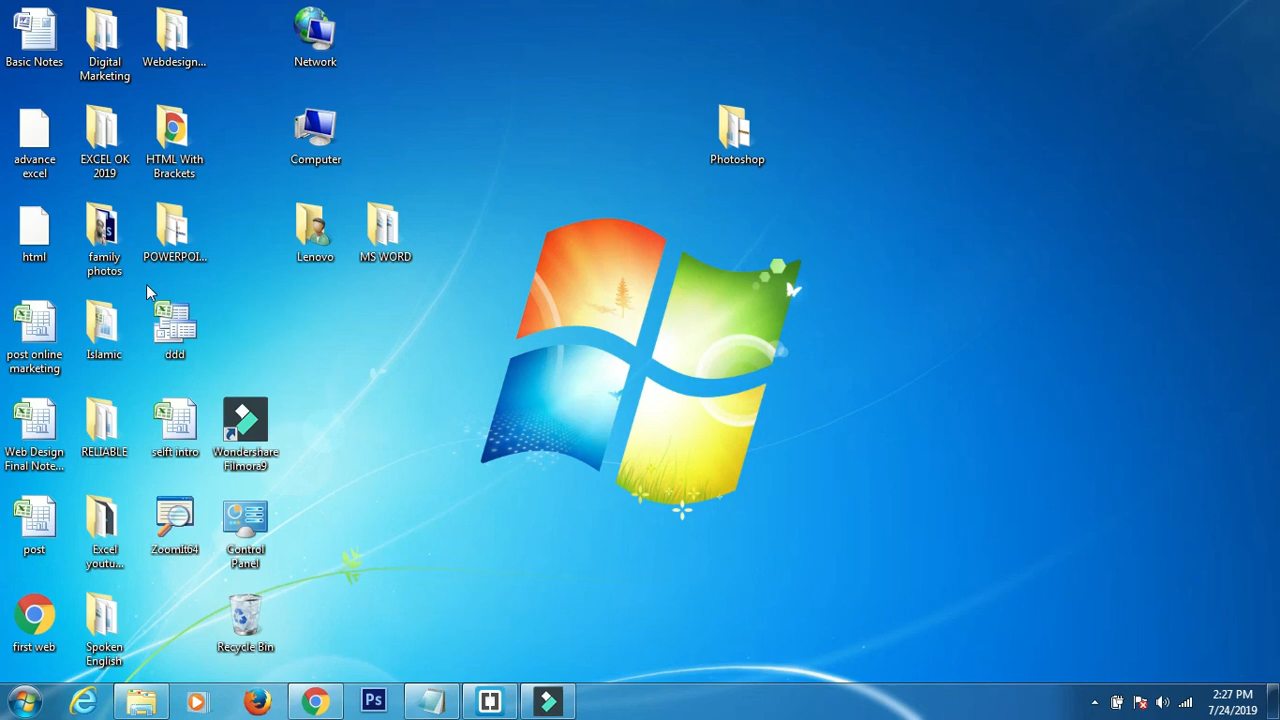 Basic Notes
Digital
Marketing
Webdesign...
Network
advance
excel
EXCEL OK
2019
HTML With
Brackets
Computer
Photoshop
html
family
photos
POWERPOI...
Lenovo
MS WORD
post online
marketing
Islamic
ddd
Web Design
Final Note...
RELIABLE
selft intro
Wondershare
Filmora9
post
Excel
youtu...
ZoomIt64
Control
Panel
first web
Spoken
English
Recycle Bin
Ps
2:27 PM
7/24/2019